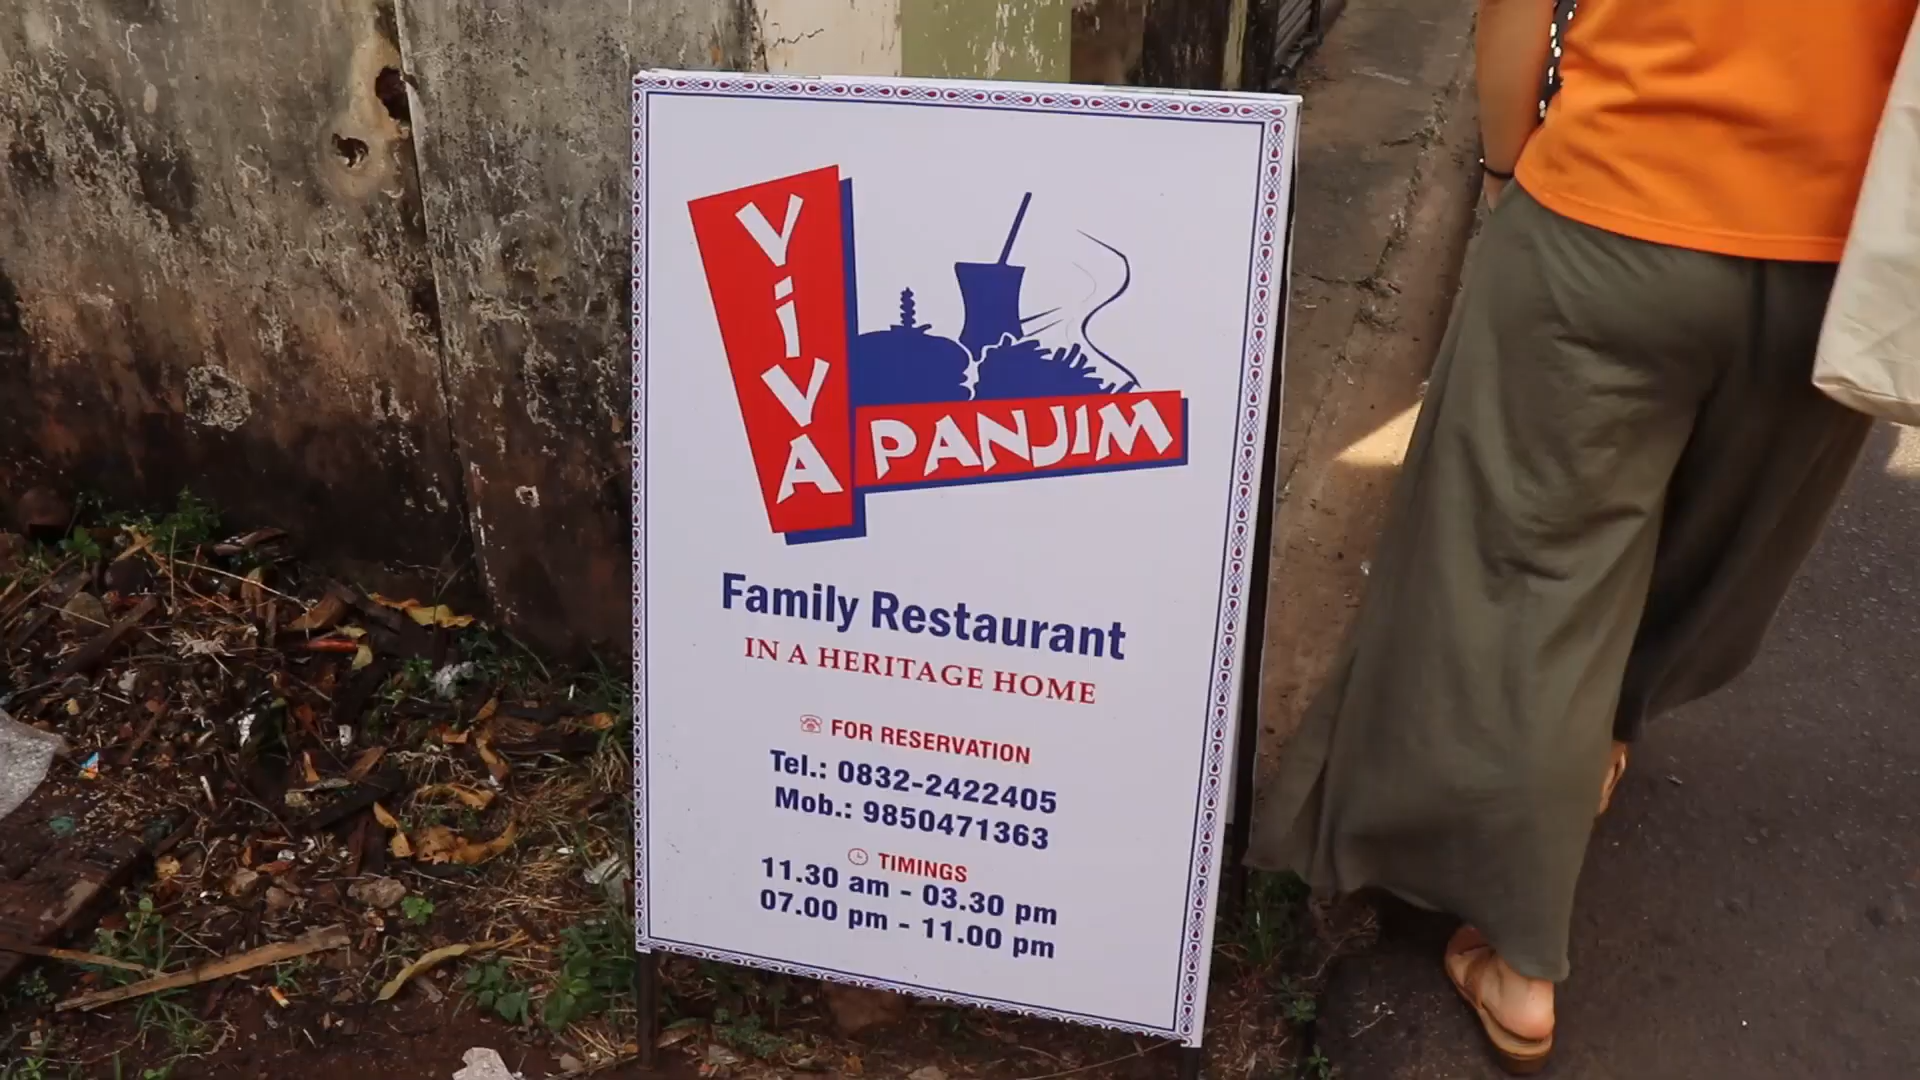 ViVA
PANJIM
Family Restaurant
IN A HERITAGE HOME
FOR RESERVATION
Tel.: 0832-2422405
Mob.: 9850471363
TIMINGS
11.30 am - 03.30 pm
07.00 pm - 11.00 pm